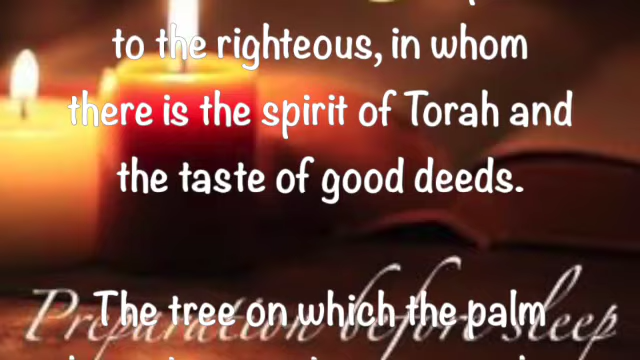 to the righteous, in whom
there is the spirit of Torah and
the taste of good deeds.
The tree on which the palm
Preparation before sleep